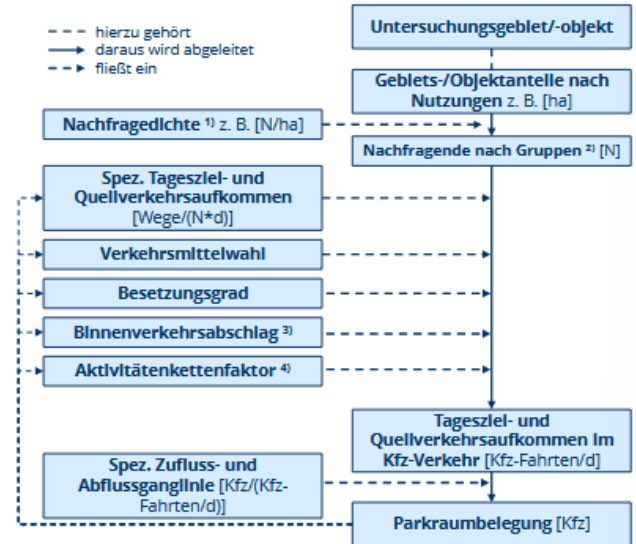 hierzu gehört
daraus wird abgeleitet
fließt ein
Untersuchungsgebiet/-objekt
Gebiets-/Objektanteile nach
Nutzungen z. B. [ha]
Nachfragedichte ¹⁾ z. B. [N/ha]
Nachfragende nach Gruppen ²⁾ [N]
Spez. Tagesziel- und
Quellverkehrsaufkommen
[Wege/(N*d)]
Verkehrsmittelwahl
Besetzungsgrad
Binnenverkehrsabschlag ³⁾
Aktivitätenkettenfaktor ⁴⁾
Tagesziel- und
Quellverkehrsaufkommen im
Kfz-Verkehr [Kfz-Fahrten/d]
Spez. Zufluss- und
Abflussganglinie [Kfz/(Kfz-
Fahrten/d)]
Parkraumbelegung [Kfz]